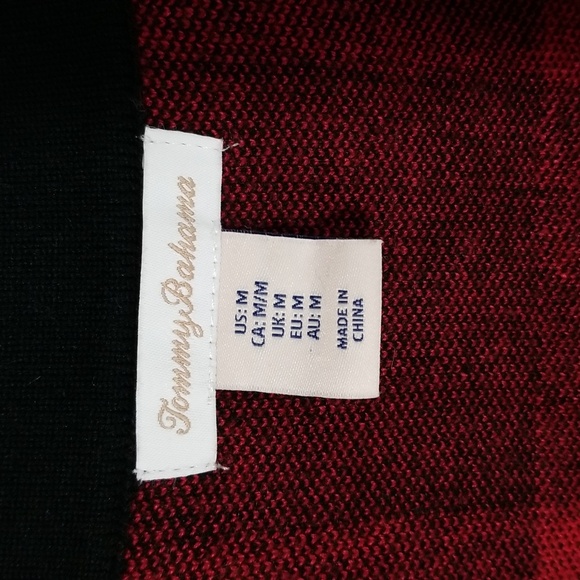 Tommy Bahama
US: M
CA: M/M
UK: M
EU: M
AU: M
MADE IN
CHINA